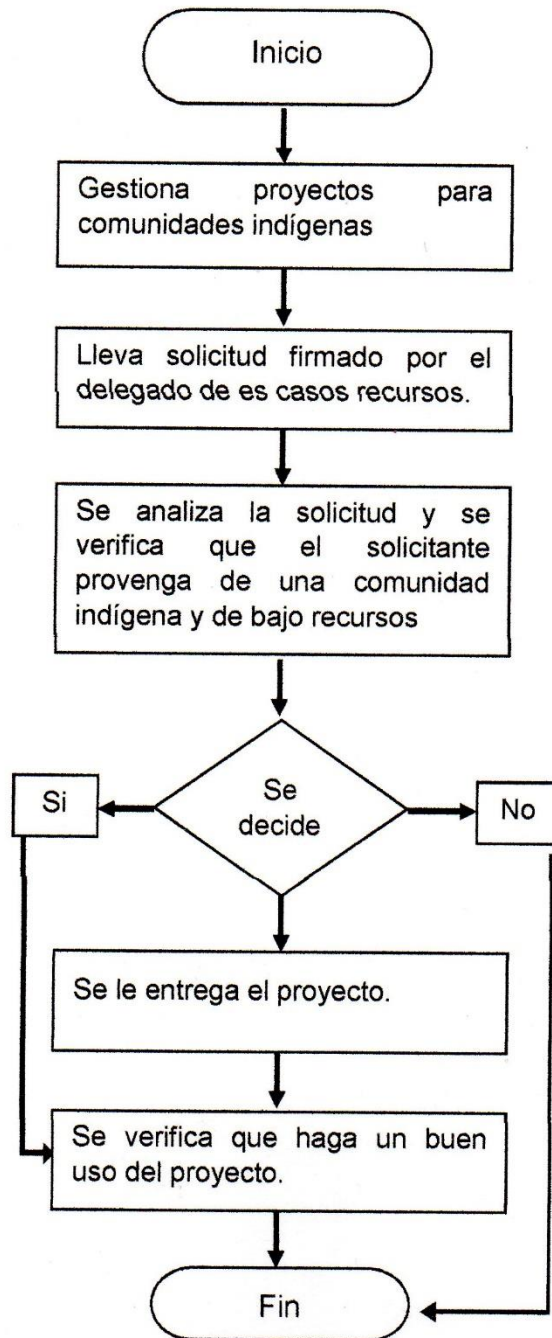 Inicio
Gestiona proyectos para
comunidades indígenas
Lleva solicitud firmado por el
delegado de es casos recursos.
Se analiza la solicitud y se
verifica que el solicitante
provenga de una comunidad
indígena y de bajo recursos
Se
decide
Si
No
Se le entrega el proyecto.
Se verifica que haga un buen
uso del proyecto.
Fin